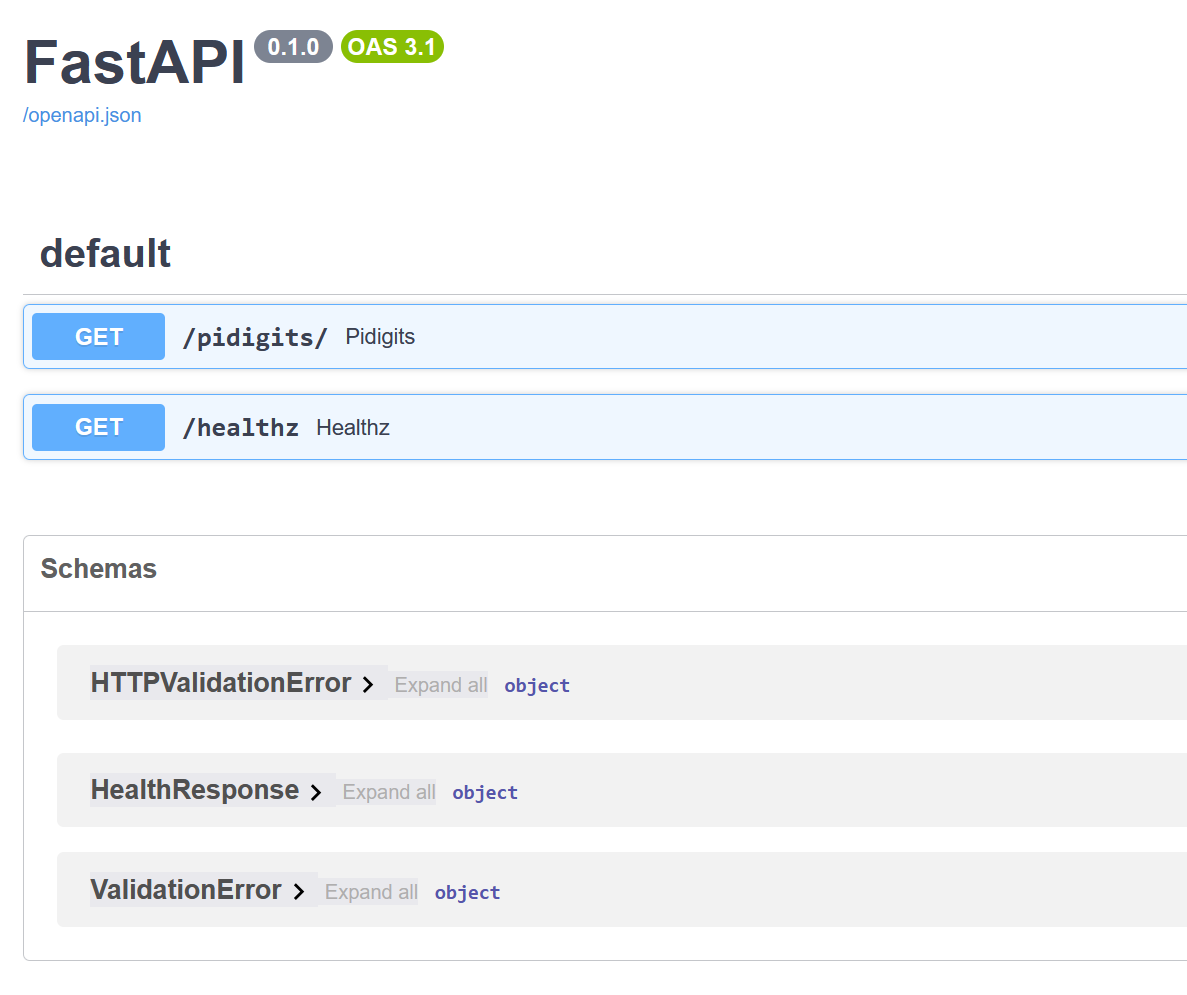 FastAPI 0.1.0 OAS 3.1
/openapi.json
default
GET /pidigits/ Pidigits
GET /healthz Healthz
Schemas
HTTPValidationError Expand all object
HealthResponse Expand all object
ValidationError Expand all object